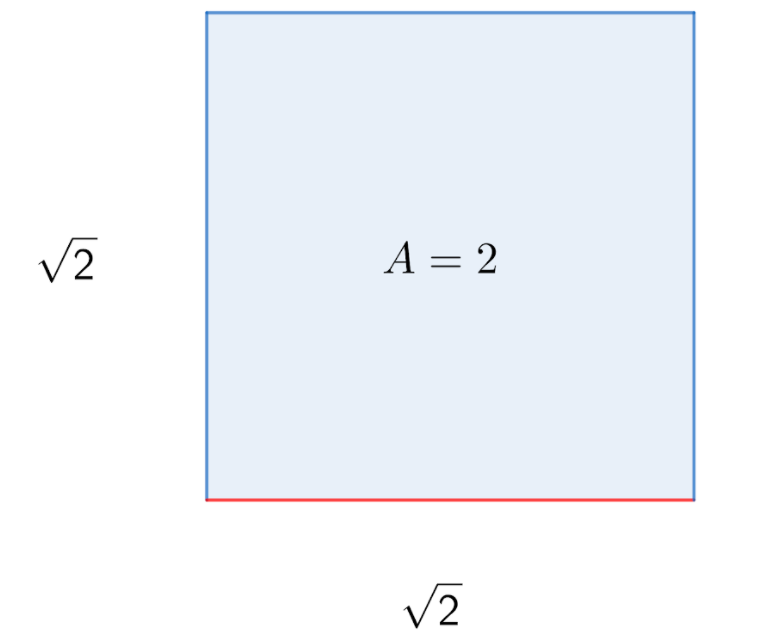 √2
A = 2
√2